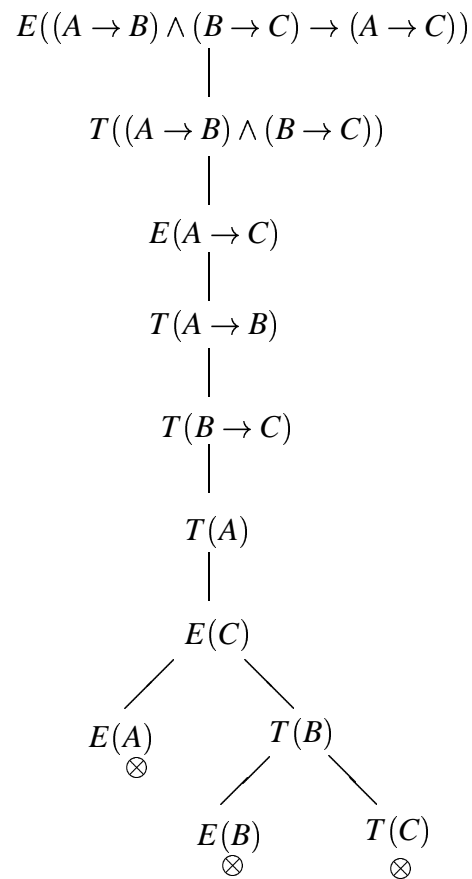 E((A → B) ∧ (B → C) → (A → C))
T((A → B) ∧ (B → C))
E(A → C)
T(A → B)
T(B → C)
T(A)
E(C)
E(A) T(B)
⊗
E(B) T(C)
⊗ ⊗